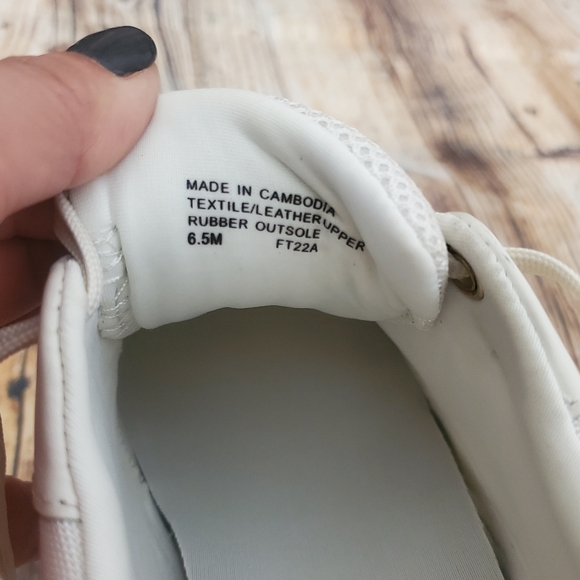 MADE IN CAMBODIA
TEXTILE/LEATHER UPPER
RUBBER OUTSOLE
6.5M FT22A